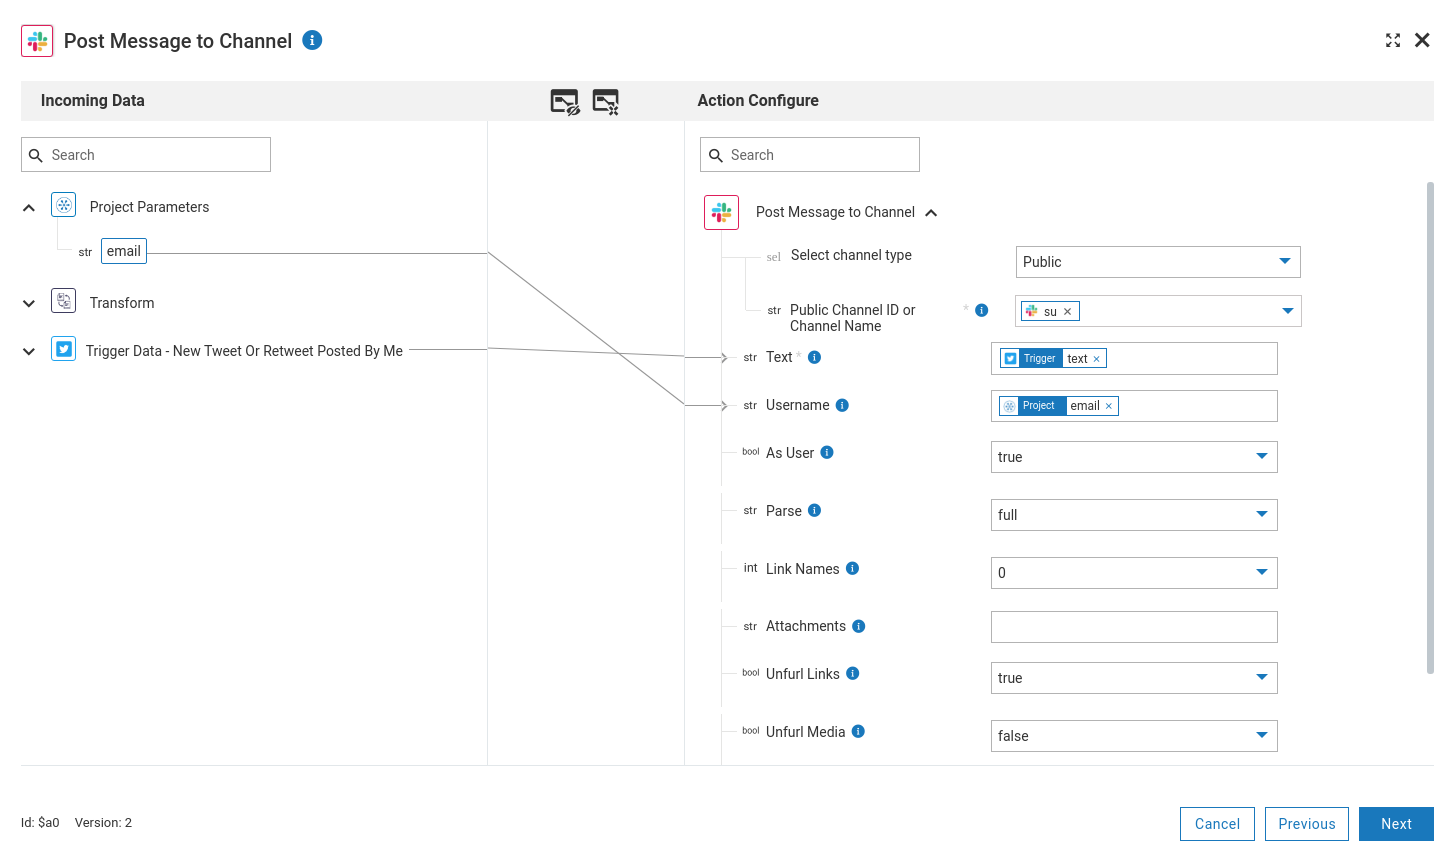 Post Message to Channel
Incoming Data
Action Configure
Search
Search
Project Parameters
str email
Transform
Trigger Data - New Tweet Or Retweet Posted By Me
Post Message to Channel
sel Select channel type Public
str Public Channel ID or
Channel Name * su ×
str Text * Trigger text ×
str Username Project email ×
bool As User true
str Parse full
int Link Names 0
str Attachments
bool Unfurl Links true
bool Unfurl Media false
Id: $a0 Version: 2
Cancel Previous Next